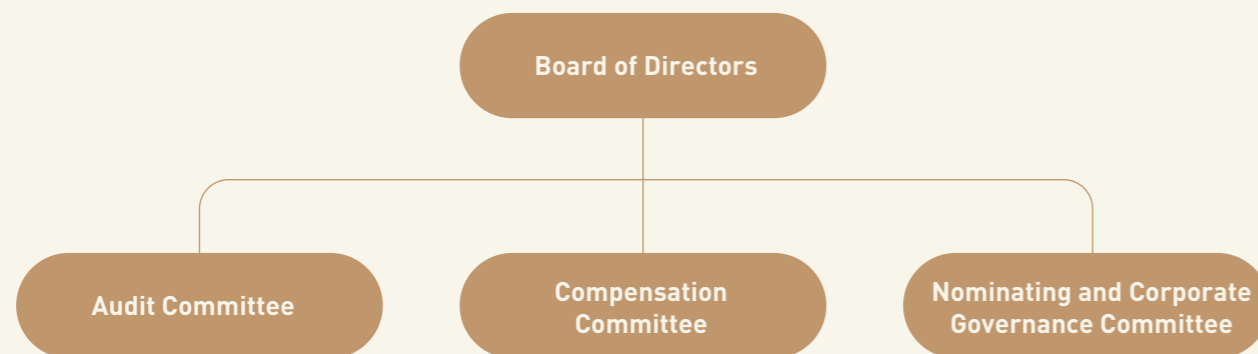 Board of Directors
Audit Committee
Compensation
Committee
Nominating and Corporate
Governance Committee